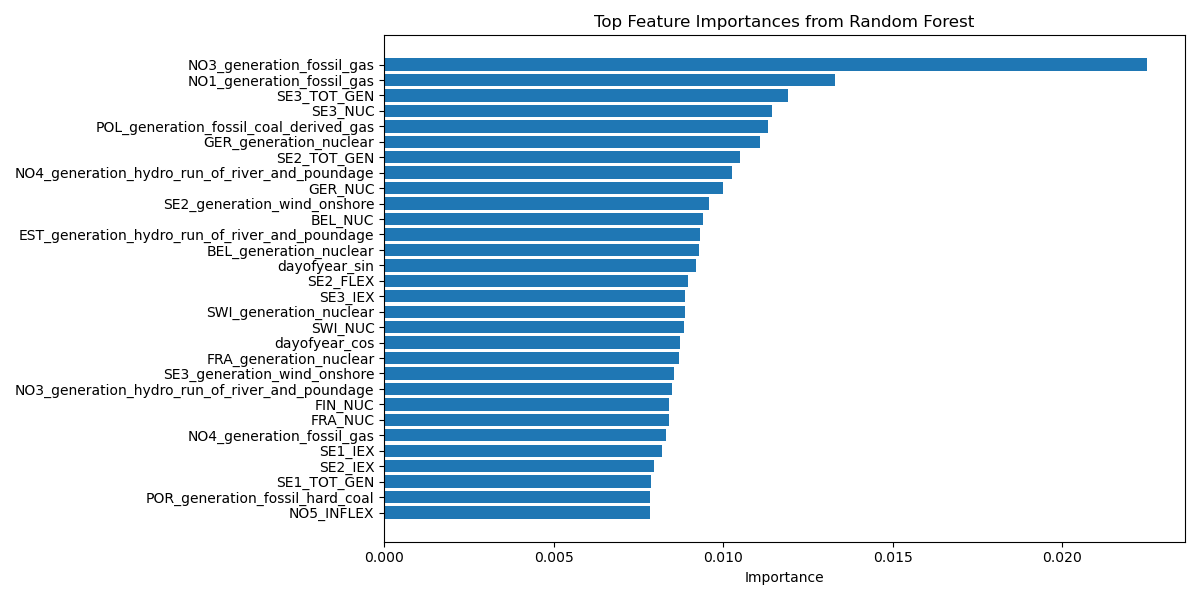 Top Feature Importances from Random Forest
NO3_generation_fossil_gas
NO1_generation_fossil_gas
SE3_TOT_GEN
SE3_NUC
POL_generation_fossil_coal_derived_gas
GER_generation_nuclear
SE2_TOT_GEN
NO4_generation_hydro_run_of_river_and_poundage
GER_NUC
SE2_generation_wind_onshore
BEL_NUC
EST_generation_hydro_run_of_river_and_poundage
BEL_generation_nuclear
dayofyear_sin
SE2_FLEX
SE3_IEX
SWI_generation_nuclear
SWI_NUC
dayofyear_cos
FRA_generation_nuclear
SE3_generation_wind_onshore
NO3_generation_hydro_run_of_river_and_poundage
FIN_NUC
FRA_NUC
NO4_generation_fossil_gas
SE1_IEX
SE2_IEX
SE1_TOT_GEN
POR_generation_fossil_hard_coal
NO5_INFLEX
0.000 0.005 0.010 0.015 0.020
Importance